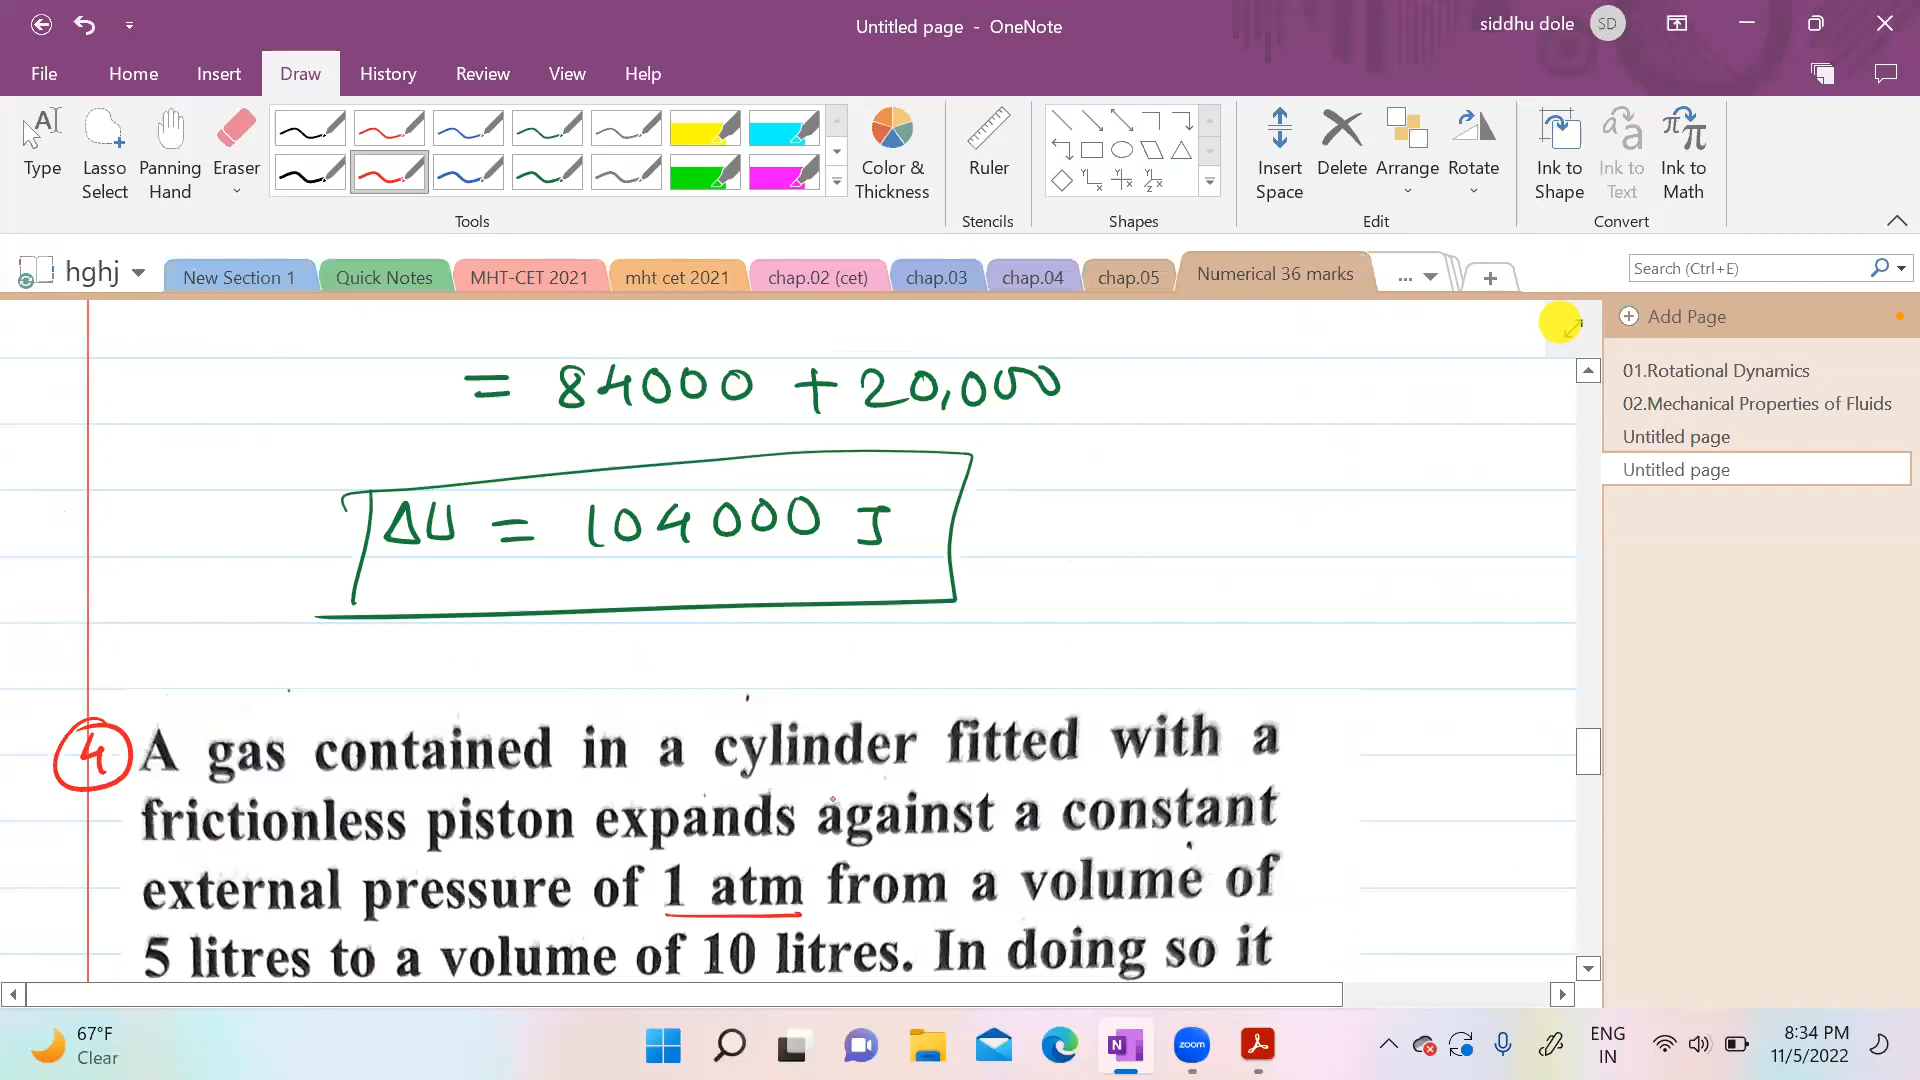 Untitled page - OneNote
siddhu dole
SD
File Home Insert Draw History Review View Help
Type
Lasso Select
Panning Hand
Eraser
Color & Thickness
Ruler
Insert Space
Delete
Arrange
Rotate
Ink to Shape
Ink to Text
Ink to Math
Tools
Stencils
Shapes
Edit
Convert
hghj
New Section 1
Quick Notes
MHT-CET 2021
mht cet 2021
chap.02 (cet)
chap.03
chap.04
chap.05
Numerical 36 marks
...
Search (Ctrl+E)
Add Page
01.Rotational Dynamics
02.Mechanical Properties of Fluids
Untitled page
Untitled page
= 84000 + 20,000
ΔU = 104000 J
4 A gas contained in a cylinder fitted with a
frictionless piston expands against a constant
external pressure of 1 atm from a volume of
5 litres to a volume of 10 litres. In doing so it
67°F
Clear
N
zoom
ENG
IN
8:34 PM
11/5/2022